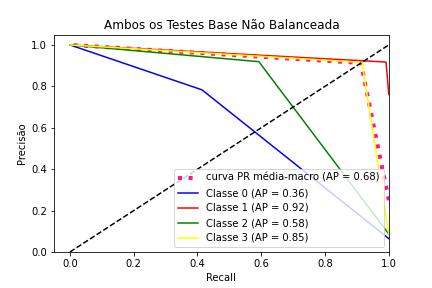 Ambos os Testes Base Não Balanceada
Precisão
1.0
0.8
0.6
0.4
0.2
0.0
curva PR média-macro (AP = 0.68)
Classe 0 (AP = 0.36)
Classe 1 (AP = 0.92)
Classe 2 (AP = 0.58)
Classe 3 (AP = 0.85)
0.0 0.2 0.4 0.6 0.8 1.0
Recall